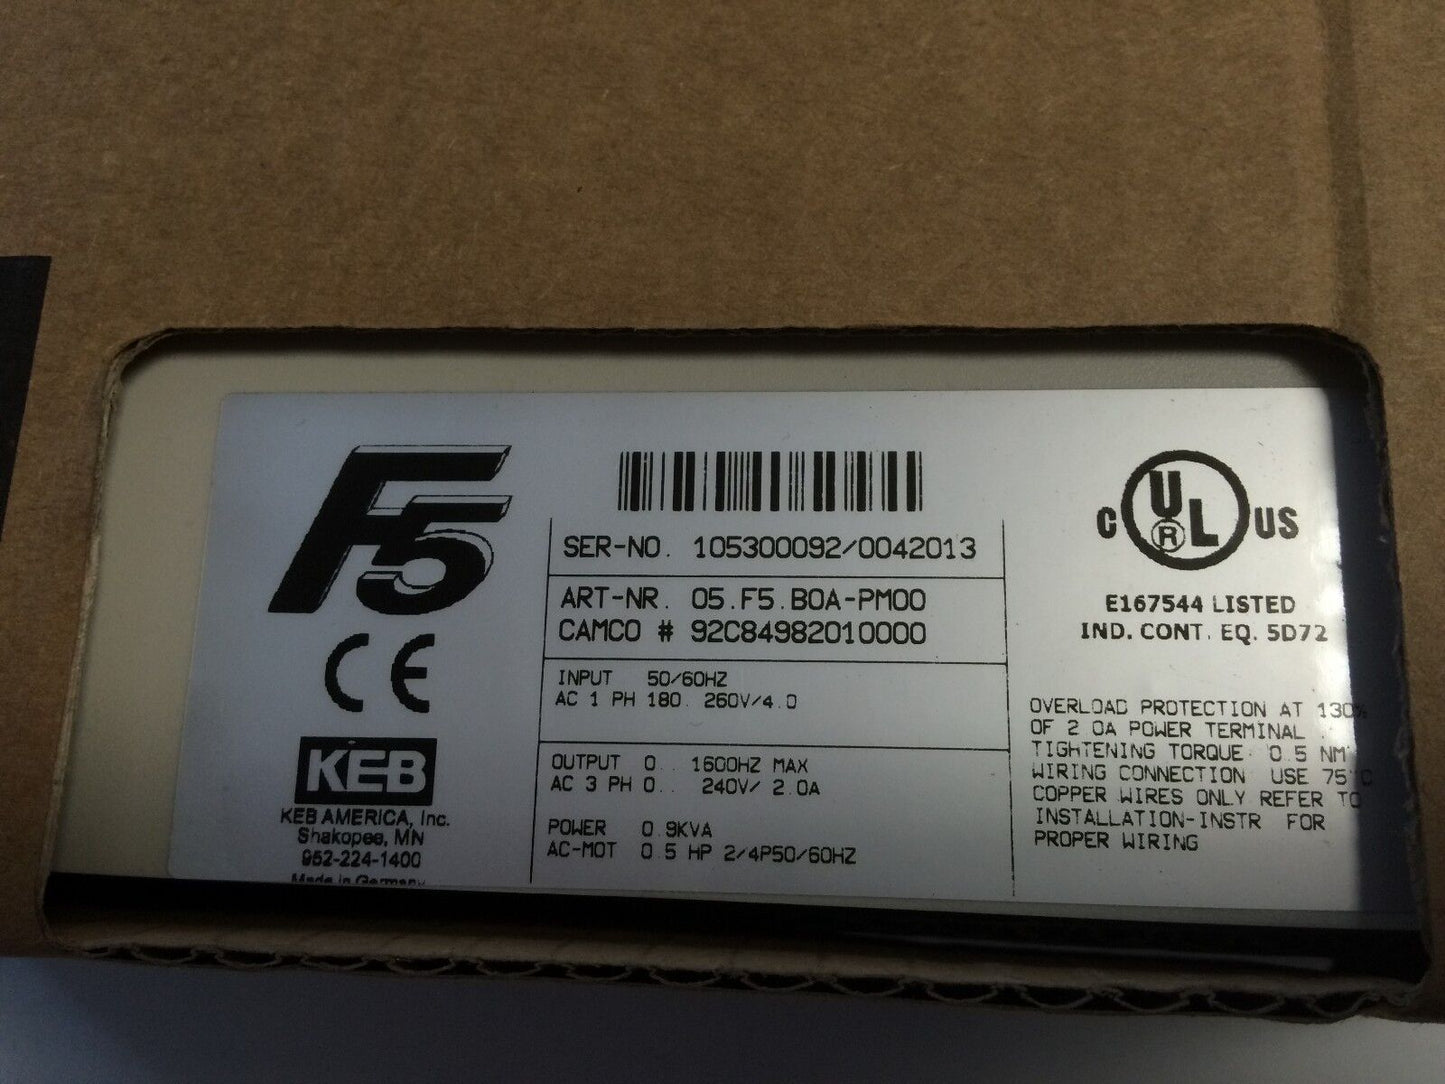 F5
CE
KEB
KEB AMERICA, Inc.
Shakopee, MN
952-224-1400
Made in Germany
SER-NO. 105300092/0042013
ART-NR. 05.F5.B0A-PM00
CAMCO # 92C84982010000
INPUT 50/60HZ
AC 1 PH 180. 260V/4.0
OUTPUT 0.. 1600HZ MAX
AC 3 PH 0.. 240V/ 2.0A
POWER 0.9KVA
AC-MOT 0.5 HP 2/4P50/60HZ
C UL US
®
E167544 LISTED
IND. CONT. EQ. 5D72
OVERLOAD PROTECTION AT 130%
OF 2.0A POWER TERMINAL
TIGHTENING TORQUE 0.5 NM
WIRING CONNECTION USE 75°C
COPPER WIRES ONLY REFER TO
INSTALLATION-INSTR FOR
PROPER WIRING